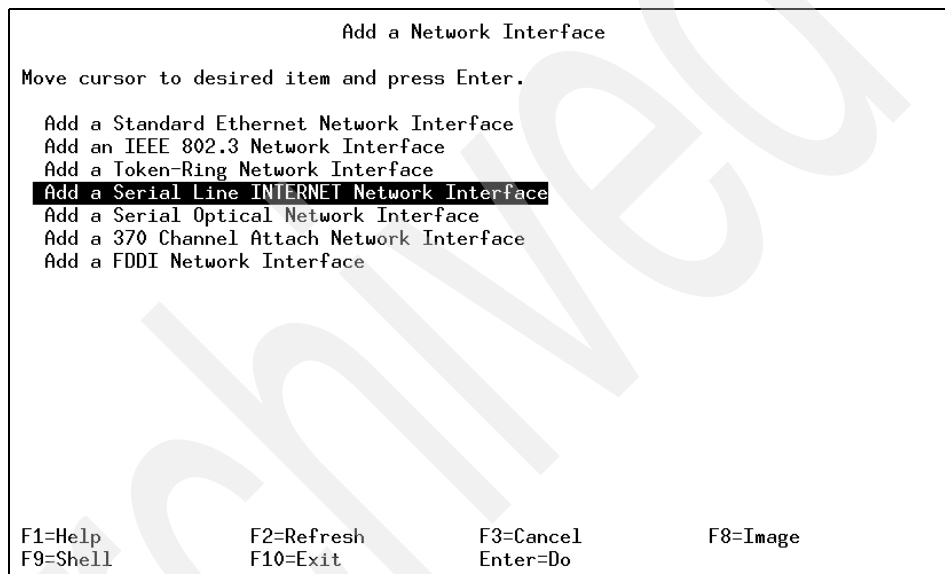 Add a Network Interface
Move cursor to desired item and press Enter.
Add a Standard Ethernet Network Interface
Add an IEEE 802.3 Network Interface
Add a Token-Ring Network Interface
Add a Serial Line INTERNET Network Interface
Add a Serial Optical Network Interface
Add a 370 Channel Attach Network Interface
Add a FDDI Network Interface
F1=Help F2=Refresh F3=Cancel F8=Image
F9=Shell F10=Exit Enter=Do
rchived